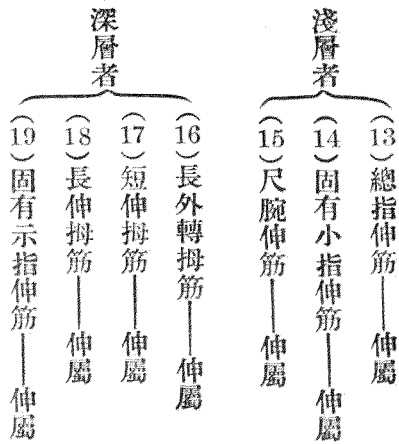 淺層者
(13)總指伸筋——伸屬
(14)固有小指伸筋——伸屬
(15)尺腕伸筋——伸屬
深層者
(16)長外轉拇筋——伸屬
(17)短伸拇筋——伸屬
(18)長伸拇筋——伸屬
(19)固有示指伸筋——伸屬